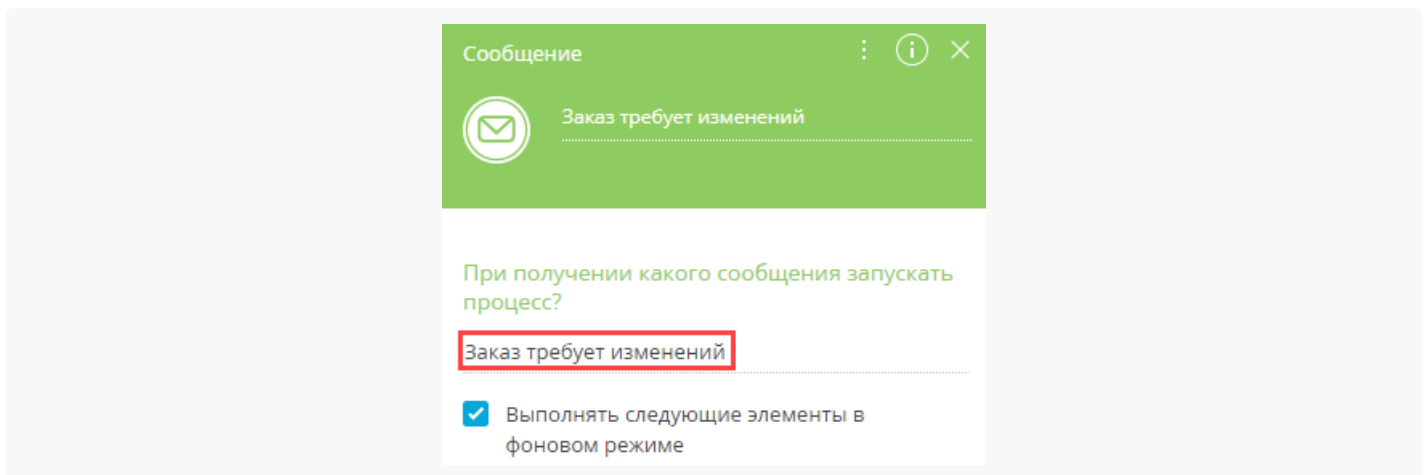 Сообщение
Заказ требует изменений
При получении какого сообщения запускать
процесс?
Заказ требует изменений
Выполнять следующие элементы в
фоновом режиме